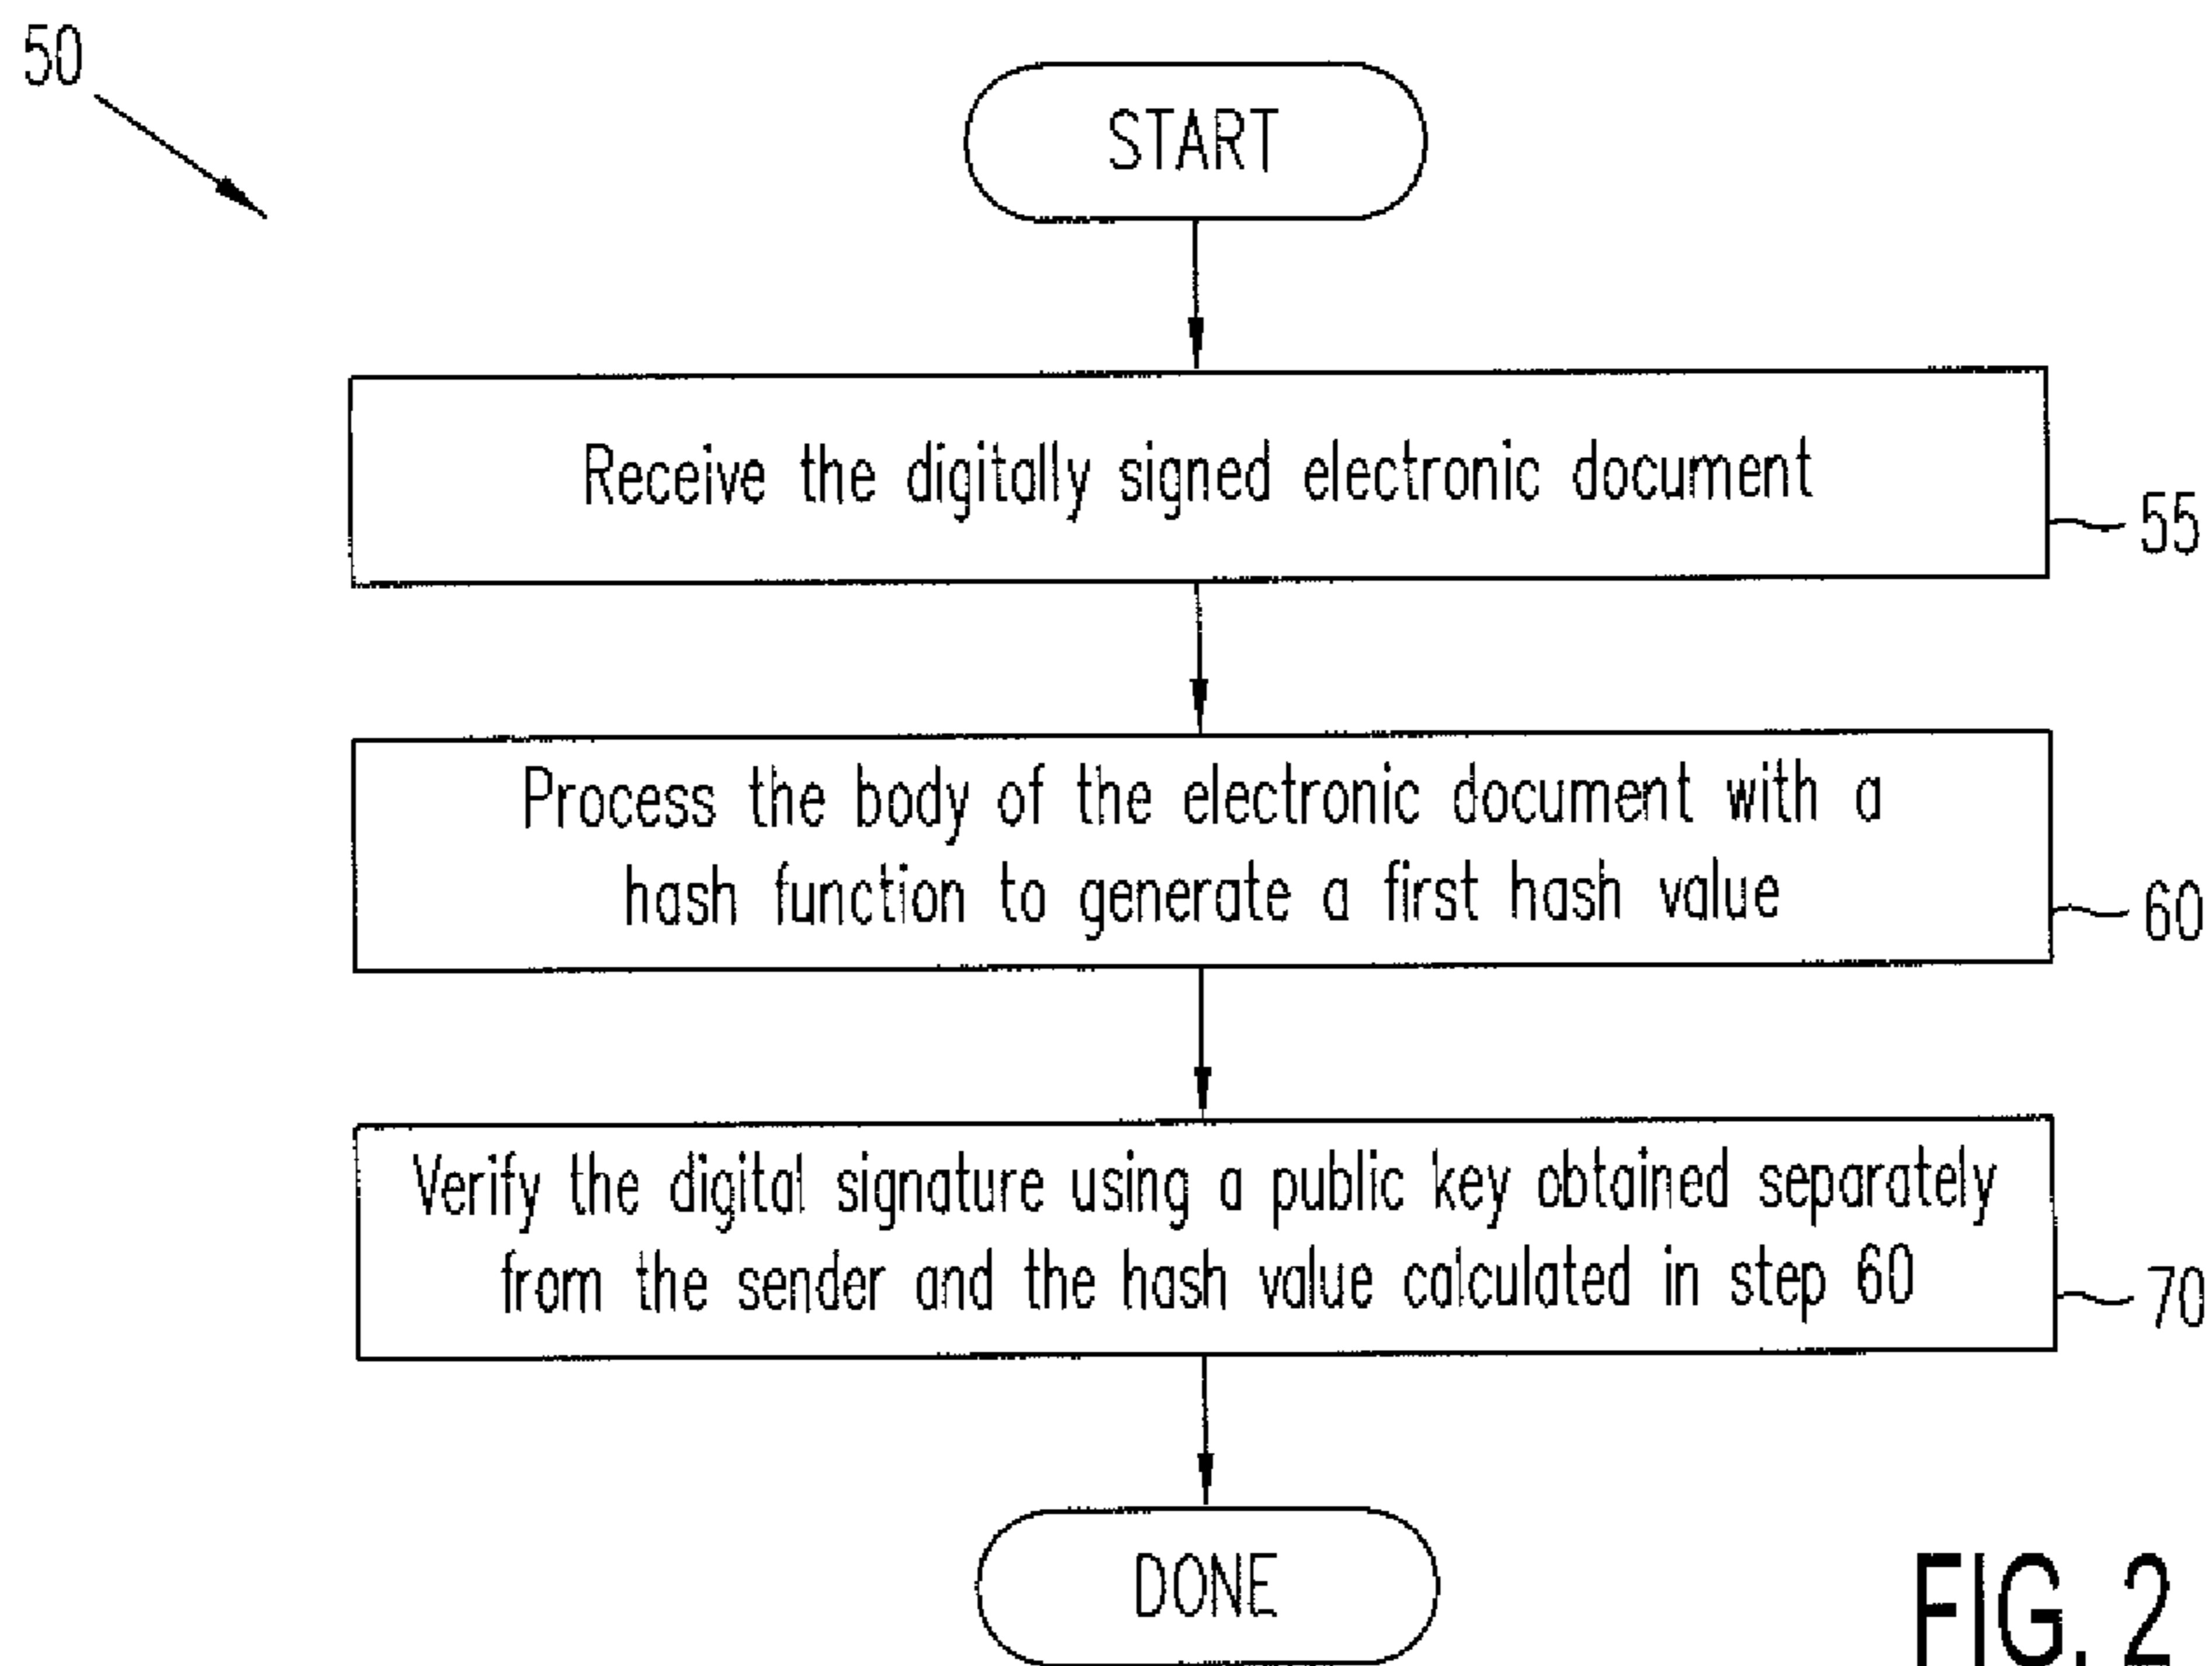 50
START
Receive the digitally signed electronic document
55
Process the body of the electronic document with a
hash function to generate a first hash value
60
Verify the digital signature using a public key obtained separately
from the sender and the hash value calculated in step 60
70
DONE
FIG. 2